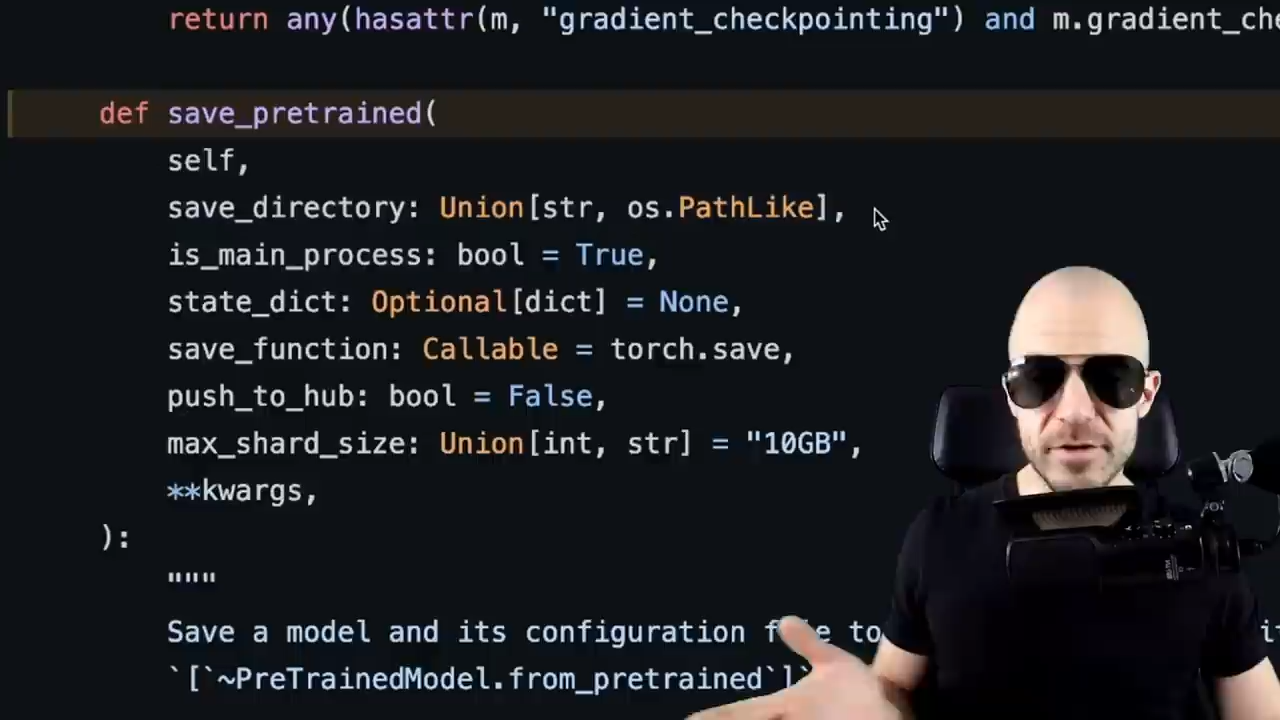 return any(hasattr(m, "gradient_checkpointing") and m.gradient_che
def save_pretrained(
self,
save_directory: Union[str, os.PathLike],
is_main_process: bool = True,
state_dict: Optional[dict] = None,
save_function: Callable = torch.save,
push_to_hub: bool = False,
max_shard_size: Union[int, str] = "10GB",
**kwargs,
):
"""
Save a model and its configuration file to
`[`~PreTrainedModel.from_pretrained`]`